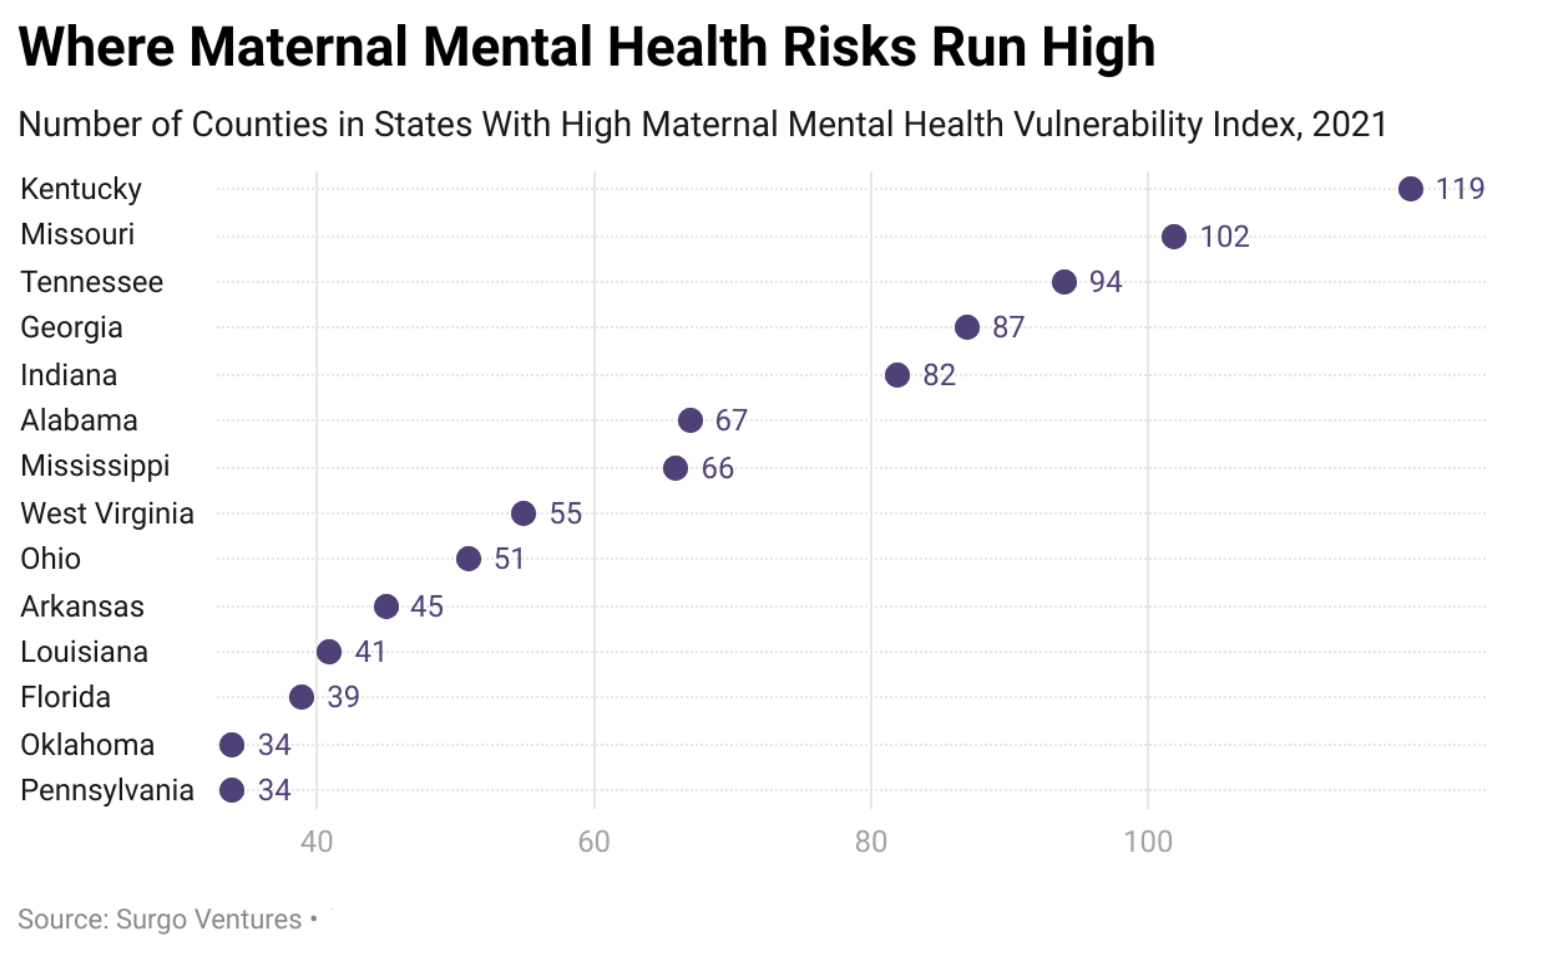 Where Maternal Mental Health Risks Run High
Number of Counties in States With High Maternal Mental Health Vulnerability Index, 2021
Kentucky 119
Missouri 102
Tennessee 94
Georgia 87
Indiana 82
Alabama 67
Mississippi 66
West Virginia 55
Ohio 51
Arkansas 45
Louisiana 41
Florida 39
Oklahoma 34
Pennsylvania 34
40 60 80 100
Source: Surgo Ventures •